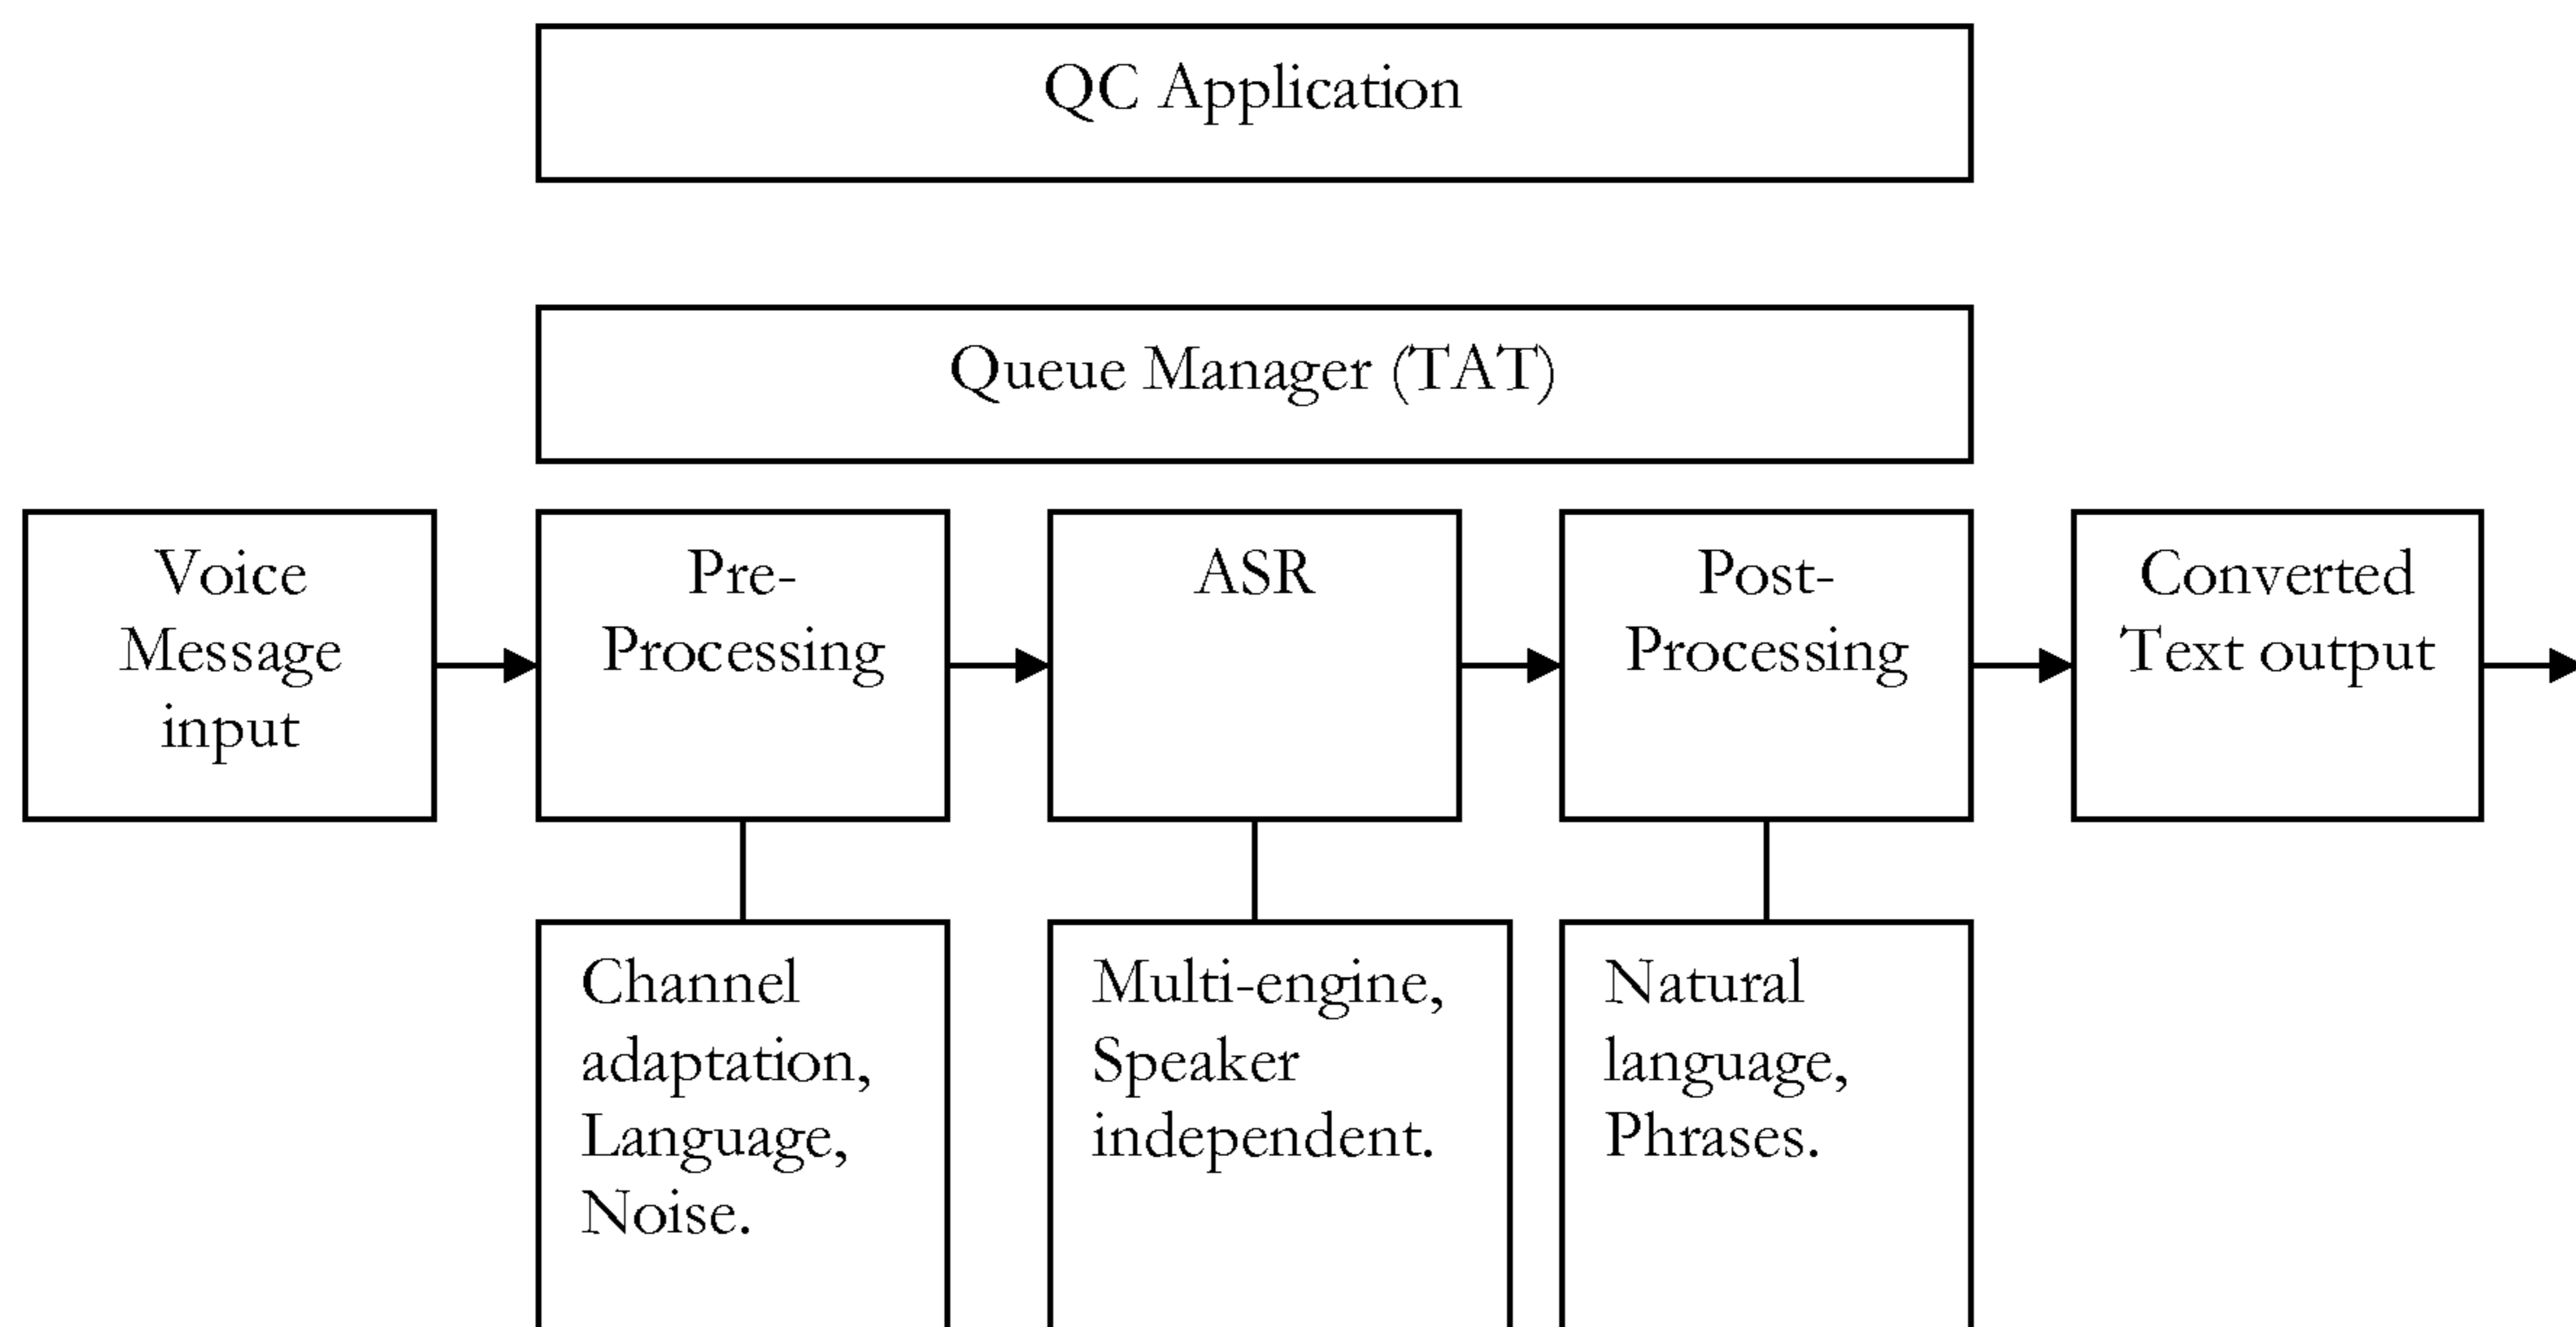 QC Application
Queue Manager (TAT)
Voice
Message
input
Pre-
Processing
ASR
Post-
Processing
Converted
Text output
Channel
adaptation,
Language,
Noise.
Multi-engine,
Speaker
independent.
Natural
language,
Phrases.